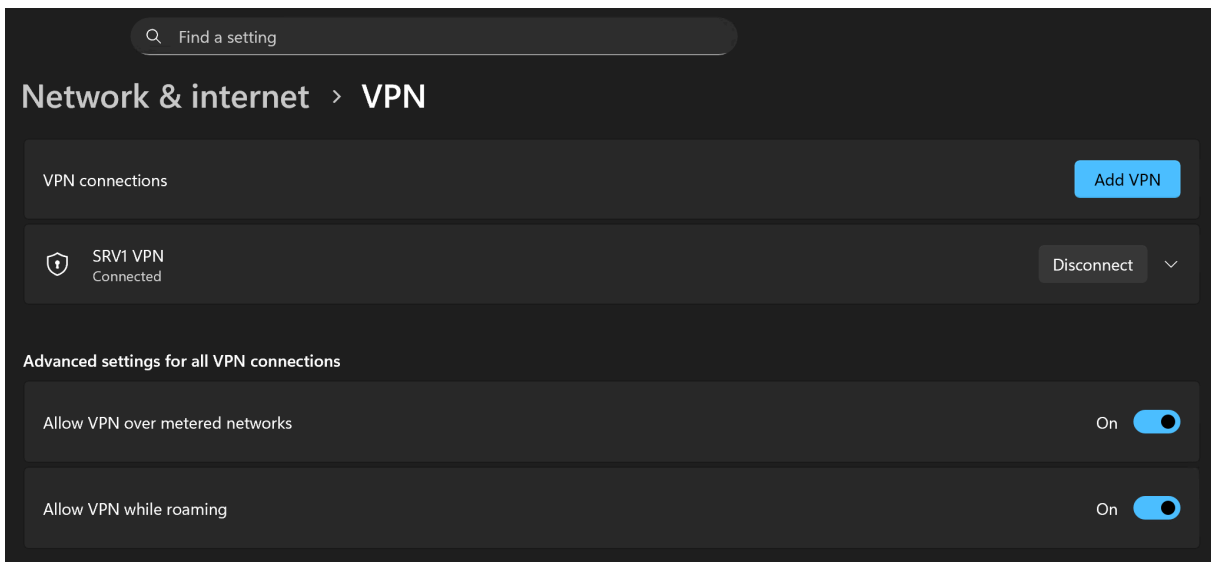 Find a setting
Network & internet > VPN
VPN connections
Add VPN
SRV1 VPN
Connected
Disconnect
Advanced settings for all VPN connections
Allow VPN over metered networks
On
Allow VPN while roaming
On